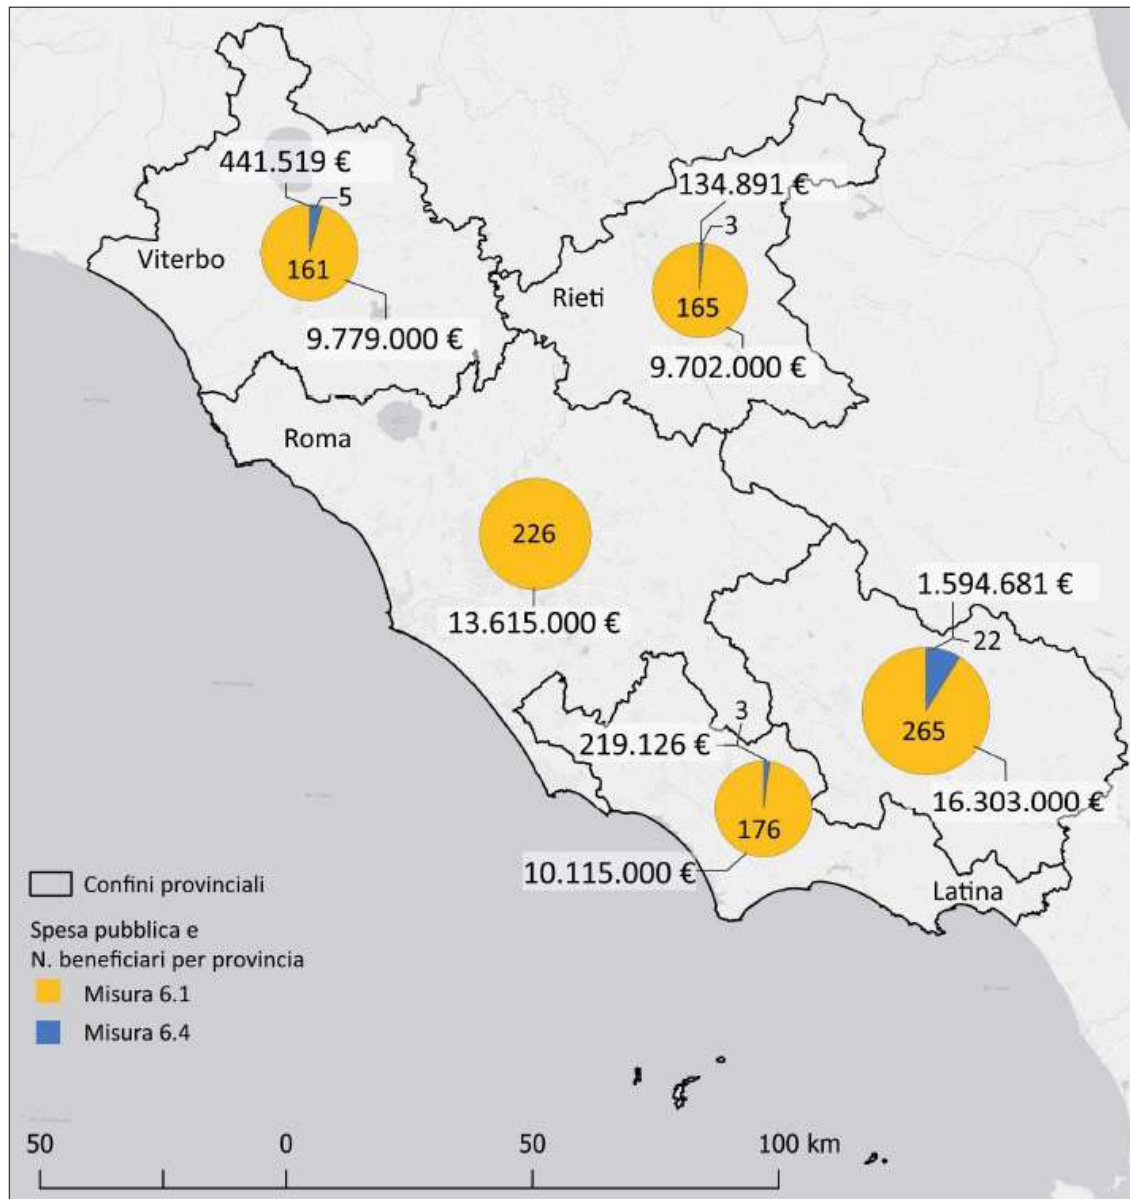 441.519 €
5
134.891 €
3
Viterbo
161
Rieti
165
9.779.000 €
9.702.000 €
Roma
226
1.594.681 €
13.615.000 €
22
3
219.126 €
265
176
16.303.000 €
10.115.000 €
Latina
Confini provinciali
Spesa pubblica e
N. beneficiari per provincia
Misura 6.1
Misura 6.4
50 0 50 100 km